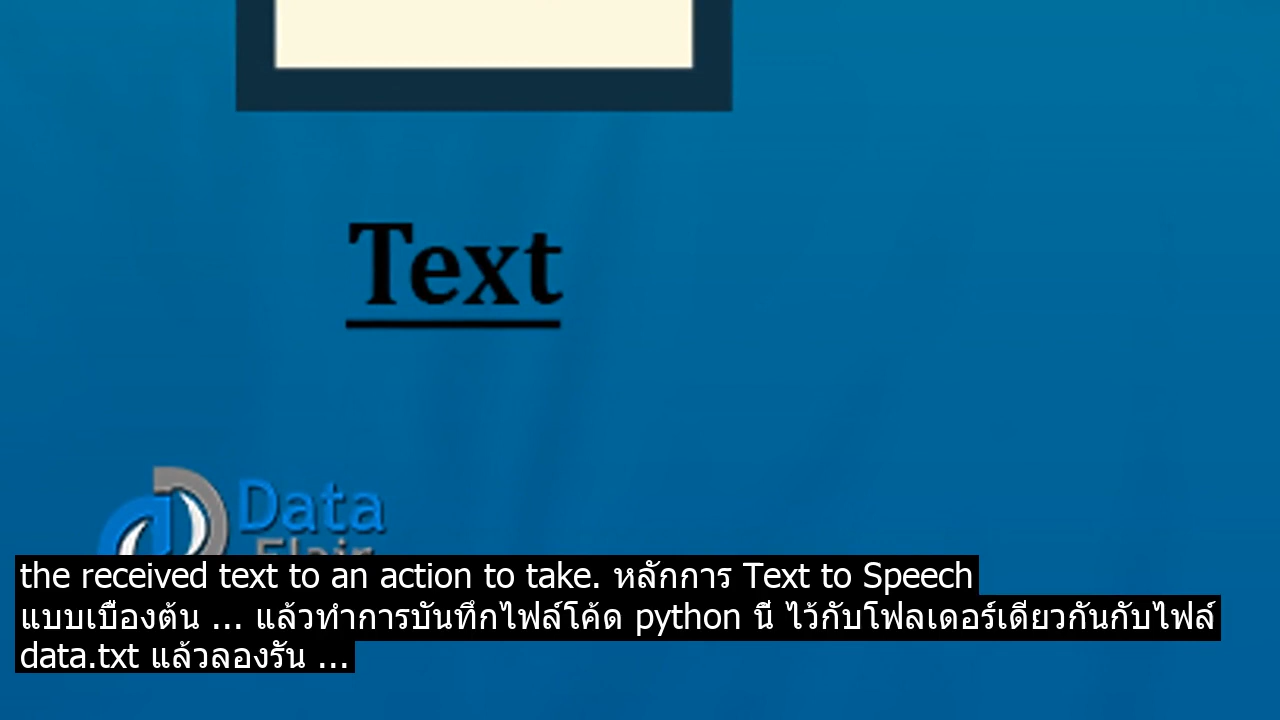 Text
Data
Flair
the received text to an action to take. หลักการ Text to Speech
แบบเบื่องต้น ... แล้วทำการบันทึกไฟล์โค้ด python นี่ ไว้กับโฟลเดอร์เดียวกันกับไฟล์
data.txt แล้วลองรัน ...